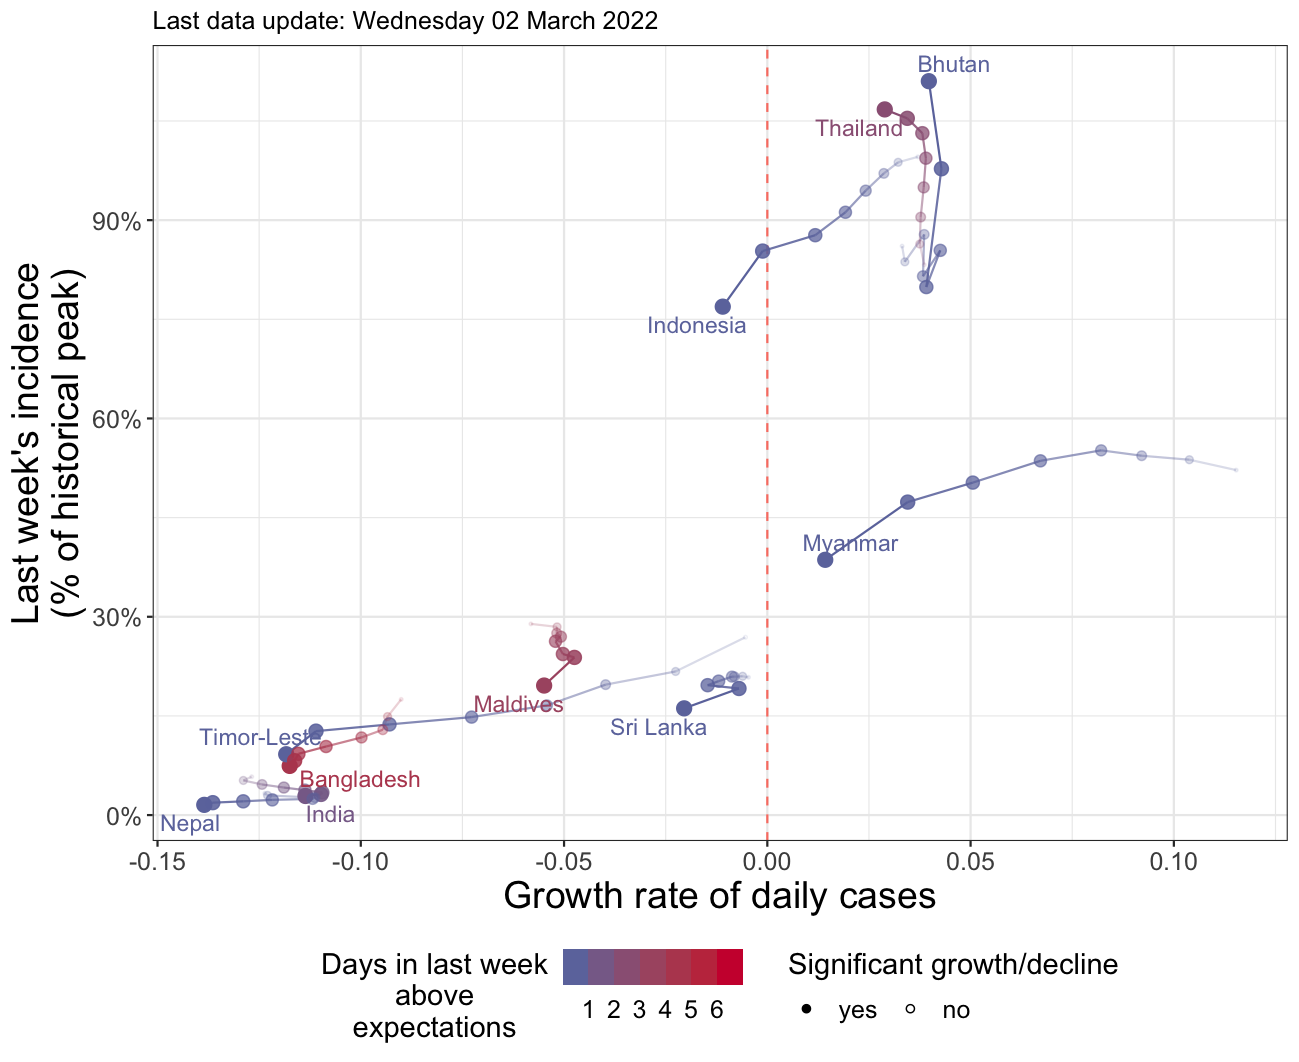 Last data update: Wednesday 02 March 2022
Last week's incidence
(% of historical peak)
90%
60%
30%
0%
Bhutan
Thailand
Indonesia
Myanmar
Maldives
Sri Lanka
Timor-Leste
Bangladesh
India
Nepal
-0.15 -0.10 -0.05 0.00 0.05 0.10
Growth rate of daily cases
Days in last week
above
expectations
1 2 3 4 5 6
Significant growth/decline
yes no